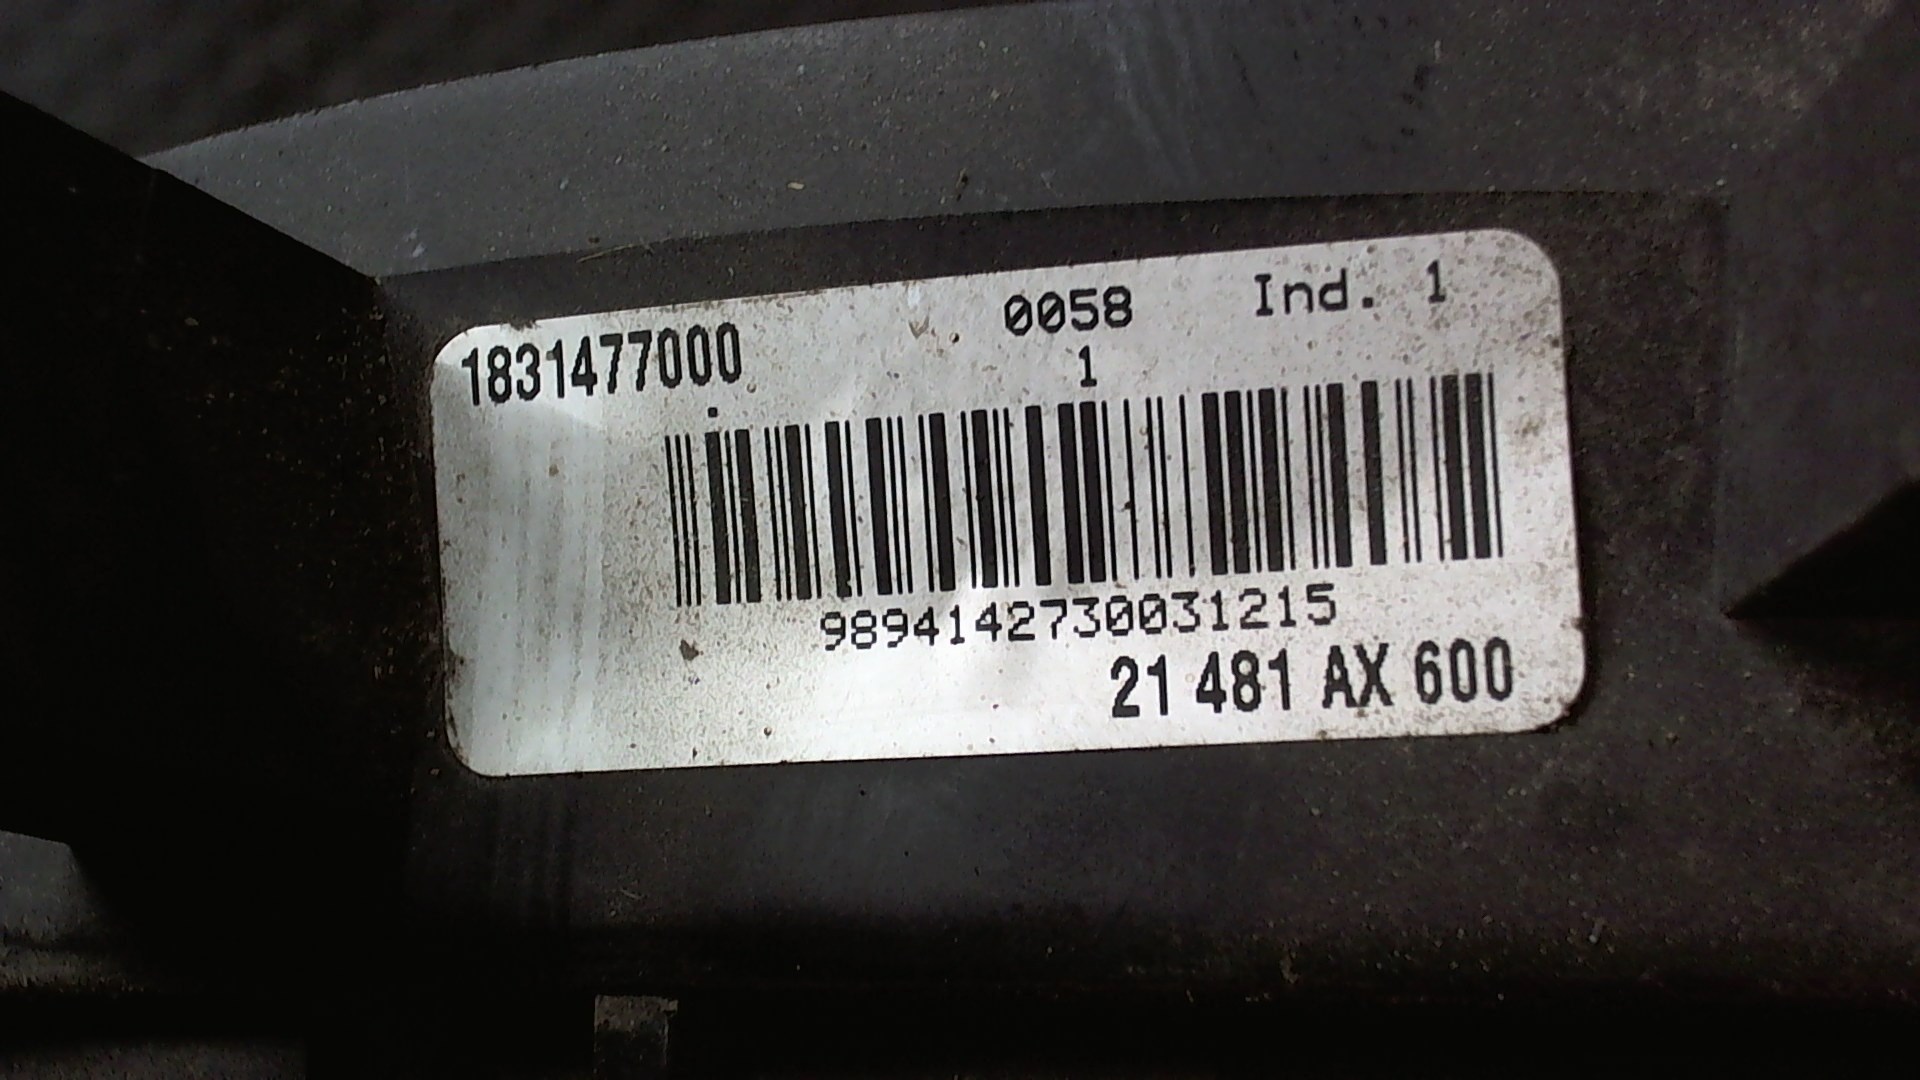 1831477000 0058 Ind. 1
1
9894142730031215
21 481 AX 600